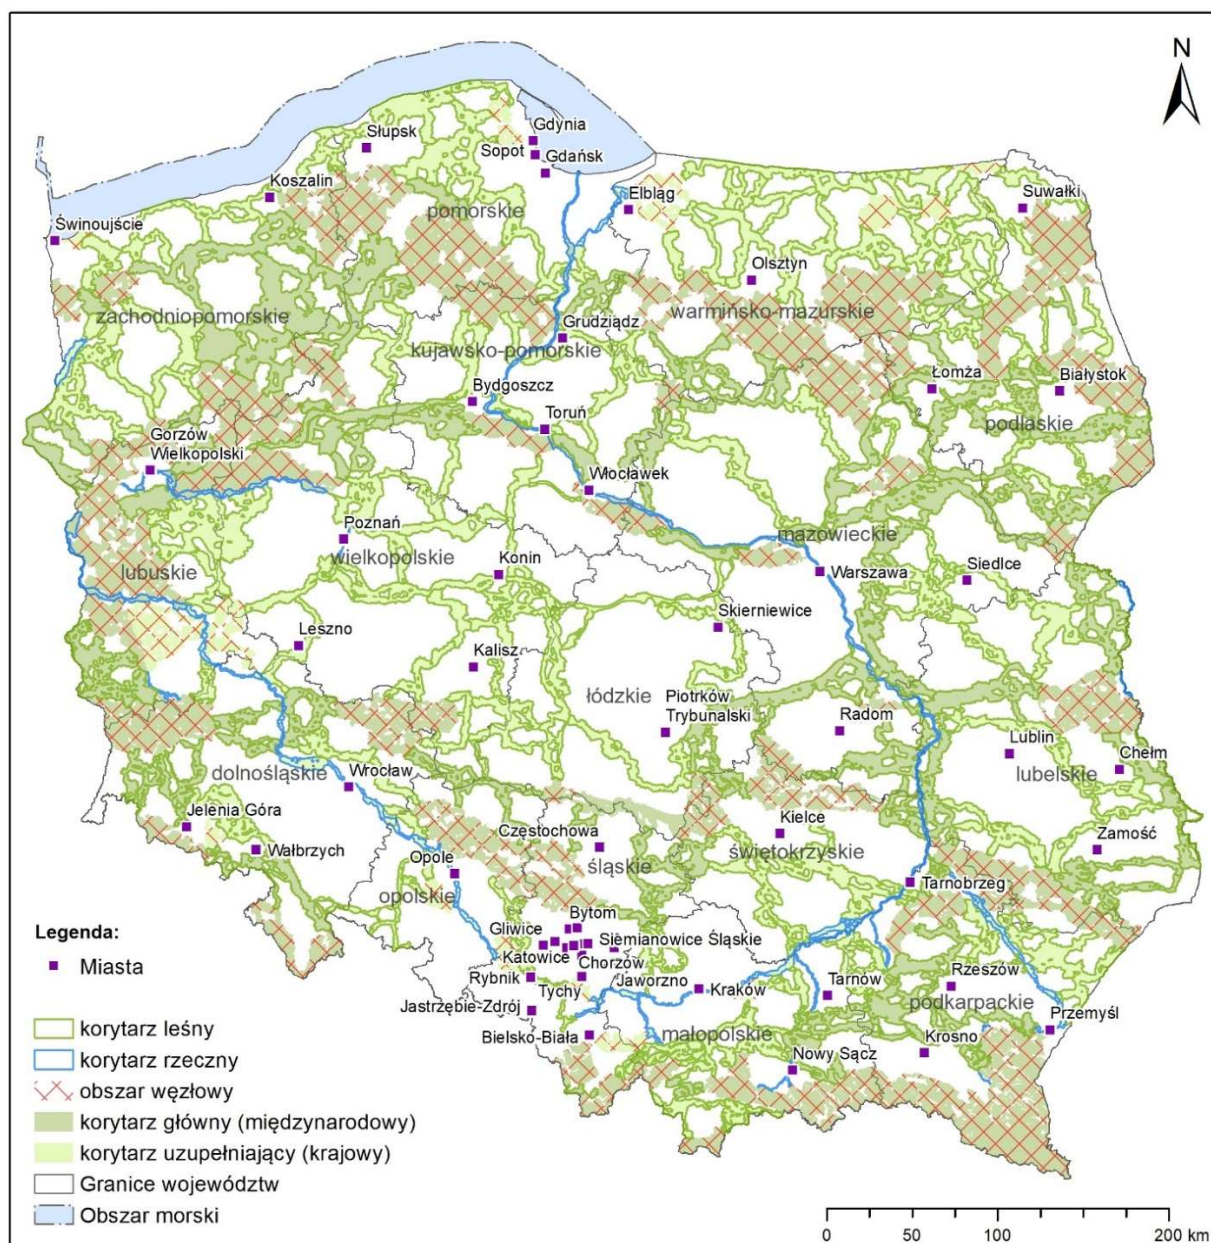 N
Gdynia
Słupsk
Sopot
Gdańsk
Koszalin
Elbląg
Suwałki
pomorskie
Świnoujście
Olsztyn
zachodniopomorskie
warmińsko-mazurskie
Grudziądz
kujawsko-pomorskie
Bydgoszcz
Łomża
Białystok
Toruń
podlaskie
Gorzów
Wielkopolski
Włocławek
Poznań
mazowieckie
wielkopolskie
Konin
Siedlce
lubuskie
Warszawa
Skierniewice
Leszno
Kalisz
łódzkie
Piotrków
Trybunalski
Radom
Lublin
Chełm
dolnośląskie
Wrocław
lubelskie
Jelenia Góra
Częstochowa
Kielce
Zamość
Wałbrzych
śląskie
świętokrzyskie
Opole
Tarnobrzeg
opolskie
Bytom
Gliwice
Siemianowice Śląskie
Katowice
Chorzów
Rybnik
Tychy
Jaworzno
Kraków
Tarnów
Rzeszów
podkarpackie
Jastrzębie-Zdrój
Przemyśl
Bielsko-Biała
małopolskie
Krosno
Nowy Sącz
Legenda:
Miasta
korytarz leśny
korytarz rzeczny
obszar węzłowy
korytarz główny (międzynarodowy)
korytarz uzupełniający (krajowy)
Granice województw
Obszar morski
0 50 100 200 km